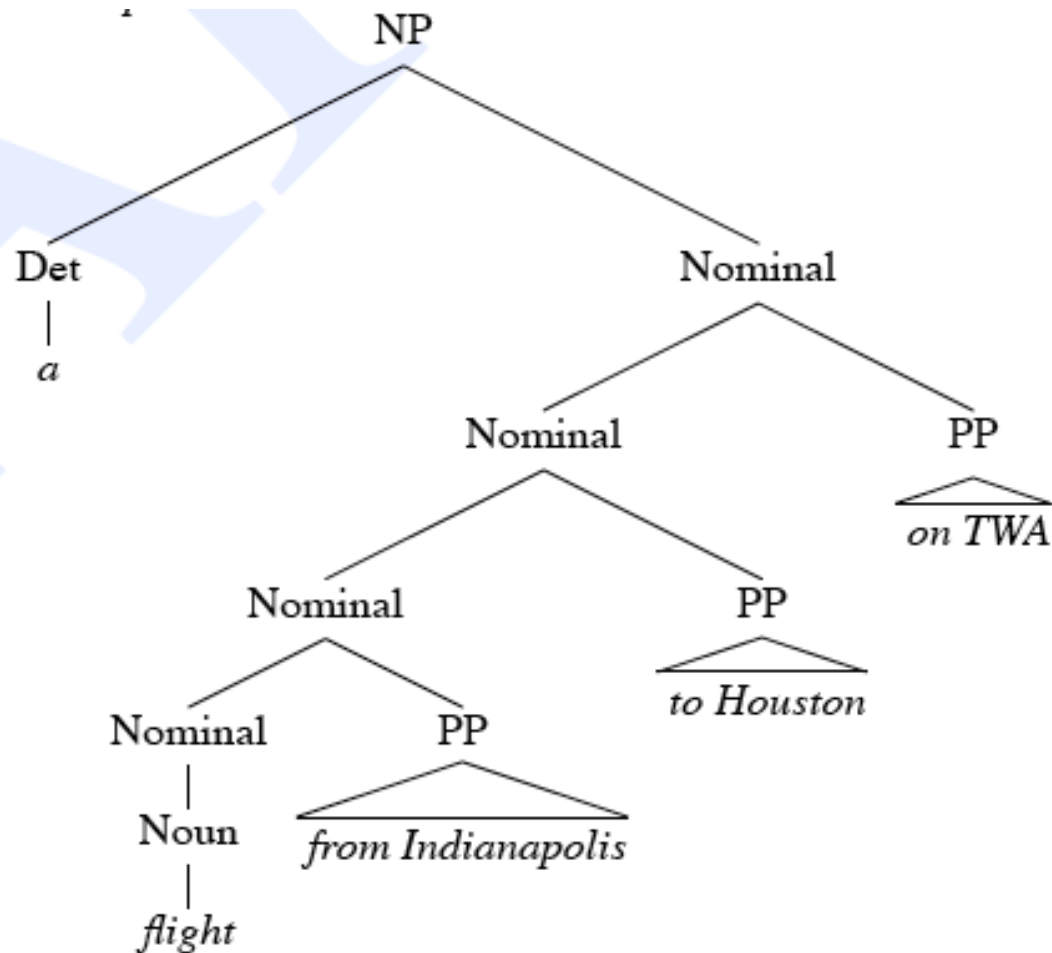 NP
Det Nominal
a
Nominal PP
on TWA
Nominal PP
to Houston
Nominal PP
Noun
from Indianapolis
flight